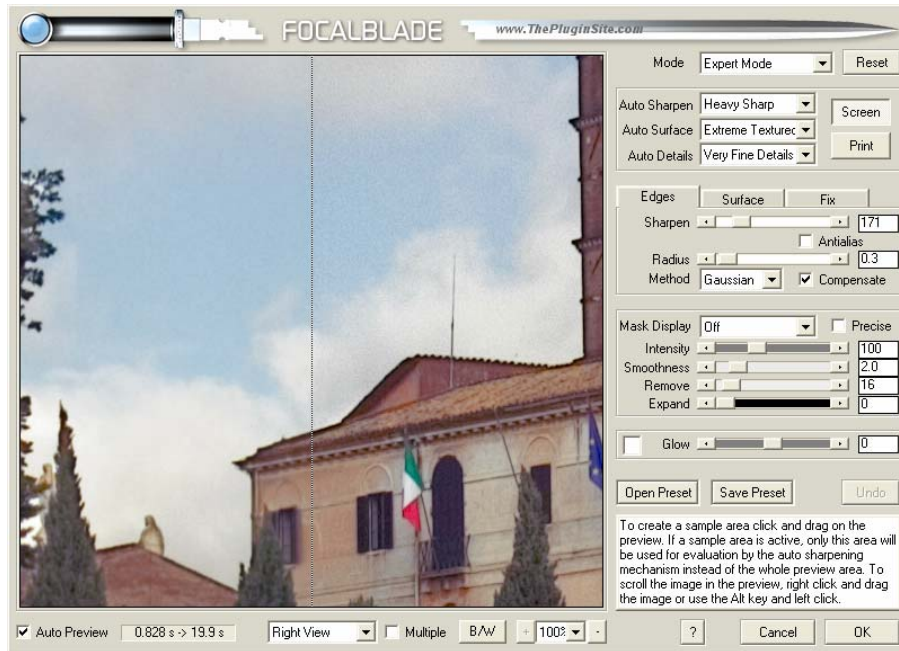 FOCALBLADE
www.ThePluginSite.com
Mode Expert Mode Reset
Auto Sharpen Heavy Sharp Screen
Auto Surface Extreme Texturec
Auto Details Very Fine Details Print
Edges Surface Fix
Sharpen 171
Antialias
Radius 0.3
Method Gaussian Compensate
Mask Display Off Precise
Intensity 100
Smoothness 2.0
Remove 16
Expand 0
Glow 0
Open Preset Save Preset Undo
To create a sample area click and drag on the
preview. If a sample area is active, only this area will
be used for evaluation by the auto sharpening
mechanism instead of the whole preview area. To
scroll the image in the preview, right click and drag
the image or use the Alt key and left click.
Auto Preview 0.828 s -> 19.9 s Right View Multiple B/W + 100% - ? Cancel OK